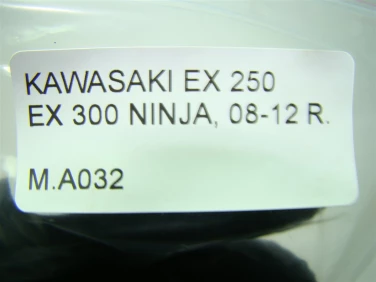 KAWASAKI EX 250
EX 300 NINJA, 08-12 R.
M.A032